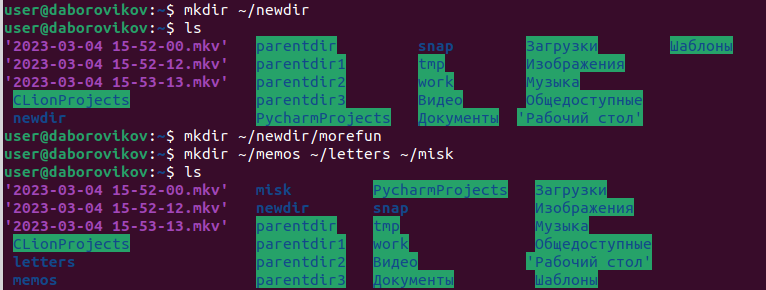 user@daborovikov:~$ mkdir ~/newdir
user@daborovikov:~$ ls
'2023-03-04 15-52-00.mkv' parentdir snap Загрузки Шаблоны
'2023-03-04 15-52-12.mkv' parentdir1 tmp Изображения
'2023-03-04 15-53-13.mkv' parentdir2 work Музыка
CLionProjects parentdir3 Видео Общедоступные
newdir PycharmProjects Документы 'Рабочий стол'
user@daborovikov:~$ mkdir ~/newdir/morefun
user@daborovikov:~$ mkdir ~/memos ~/letters ~/misk
user@daborovikov:~$ ls
'2023-03-04 15-52-00.mkv' misk PycharmProjects Загрузки
'2023-03-04 15-52-12.mkv' newdir snap Изображения
'2023-03-04 15-53-13.mkv' parentdir tmp Музыка
CLionProjects parentdir1 work Общедоступные
letters parentdir2 Видео 'Рабочий стол'
memos parentdir3 Документы Шаблоны